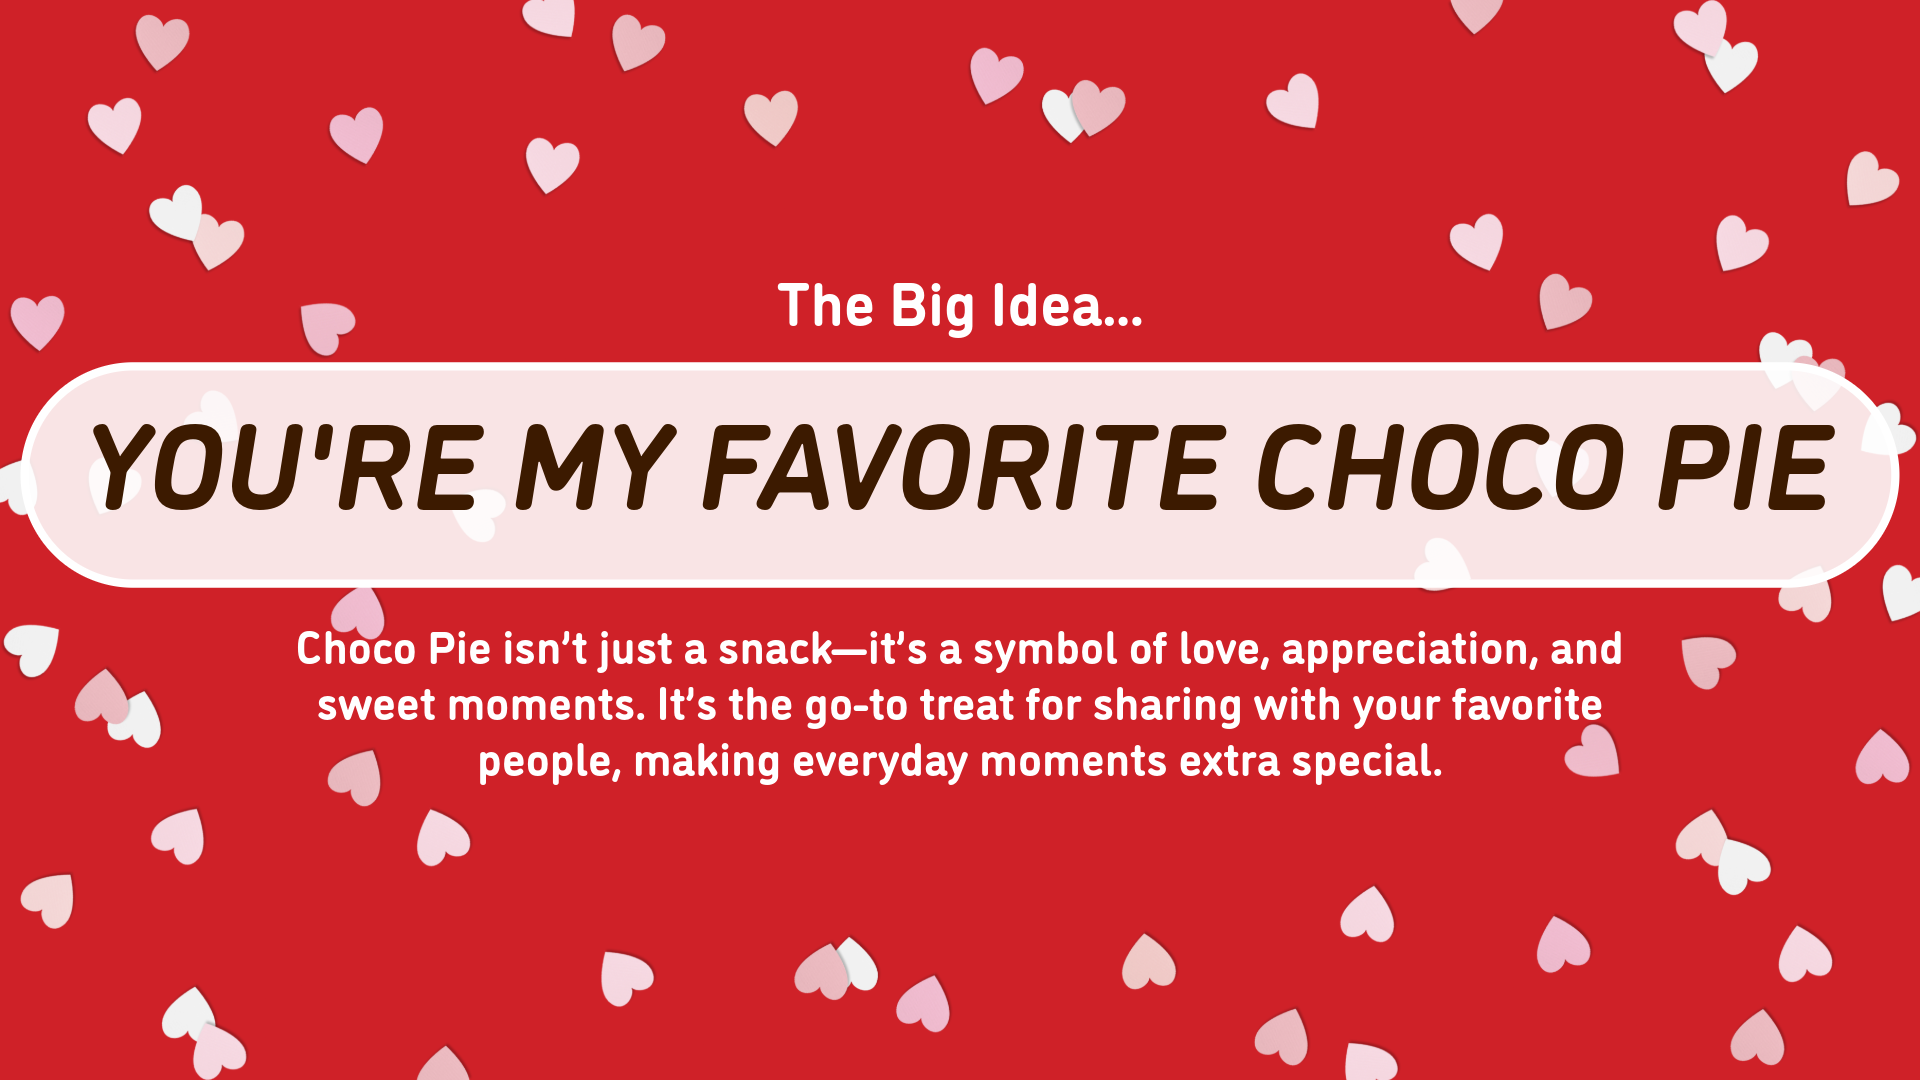 The Big Idea...
YOU'RE MY FAVORITE CHOCO PIE
Choco Pie isn’t just a snack—it’s a symbol of love, appreciation, and
sweet moments. It’s the go-to treat for sharing with your favorite
people, making everyday moments extra special.